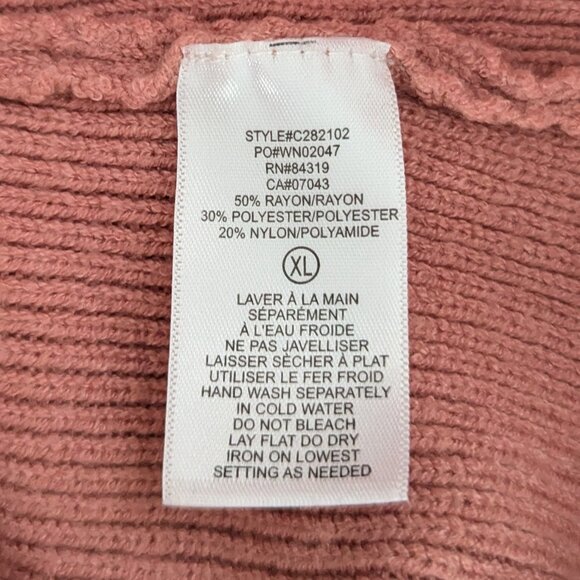 STYLE#C282102
PO#WN02047
RN#84319
CA#07043
50% RAYON/RAYON
30% POLYESTER/POLYESTER
20% NYLON/POLYAMIDE
XL
LAVER À LA MAIN
SÉPARÉMENT
À L'EAU FROIDE
NE PAS JAVELLISER
LAISSER SÈCHER À PLAT
UTILISER LE FER FROID
HAND WASH SEPARATELY
IN COLD WATER
DO NOT BLEACH
LAY FLAT DO DRY
IRON ON LOWEST
SETTING AS NEEDED